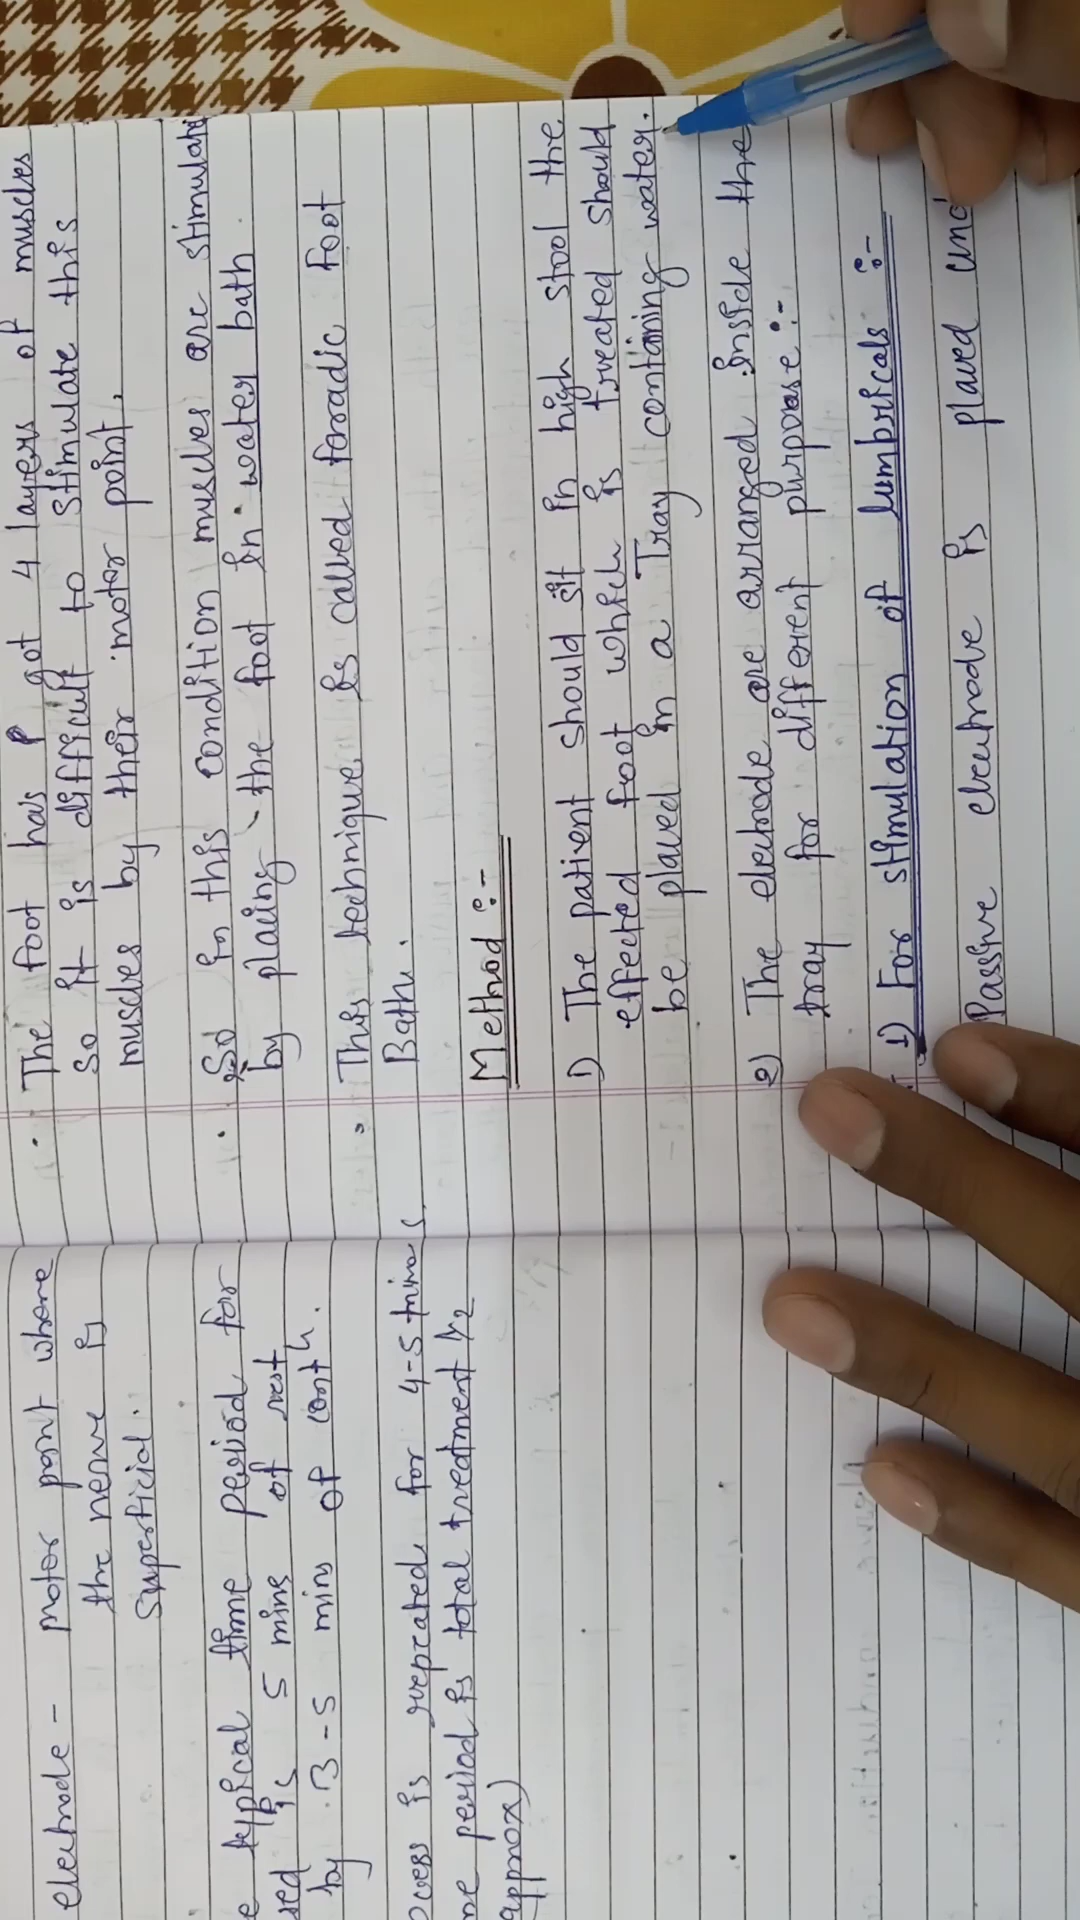 electrode - motor point where
the nerve is
superficial.
e typical time period for
sed is 5 mins of rest
by 3-5 mins of contn.
ocess is repeated for 4-5 times
me period is total treatment
approx)
• The foot has got 4 layers of muscles
so it is difficult to stimulate this
muscles by their motor point.
• So in this condition muscles are stimulate
by placing the foot in water bath.
• This technique is called faradic foot
Bath.
Method :-
1) The patient should sit in high stool the
effected foot which is treated should
be placed in a Tray containing water.
2) The electrode are arranged inside the
tray for different purpose :-
1) For stimulation of lumbricals :-
Passive electrode is placed und